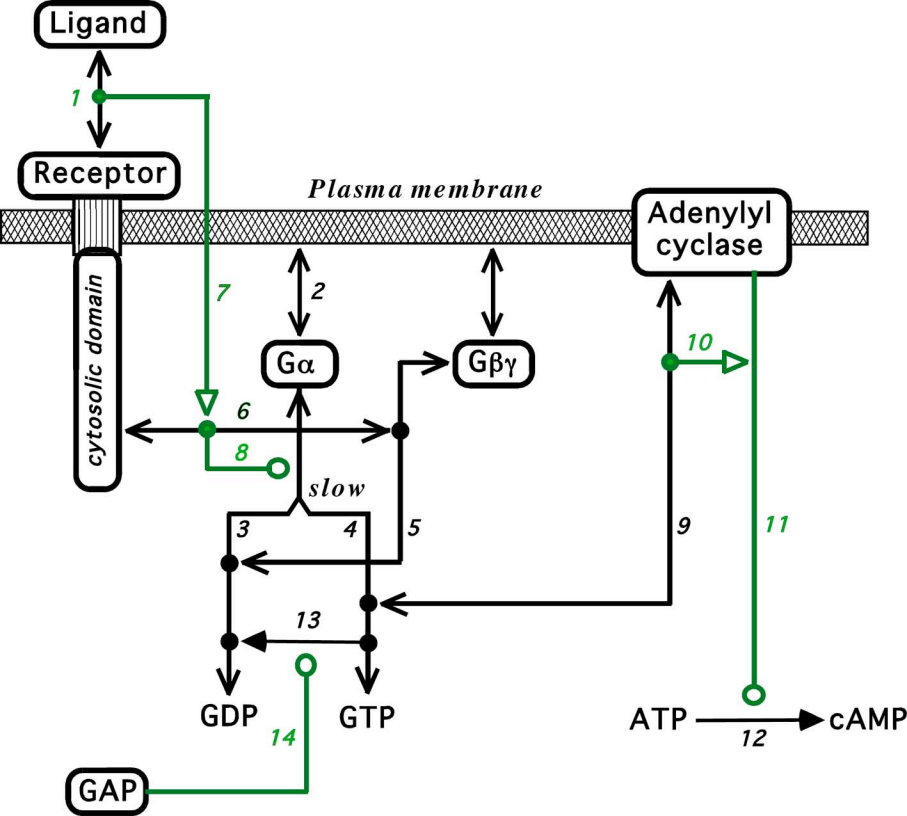 Ligand
1
Receptor
Plasma membrane
Adenylyl
cyclase
cytosolic domain
7
2
Gα
Gβγ
10
6
8
slow
3
4
5
9
11
13
GDP
GTP
ATP
cAMP
12
14
GAP